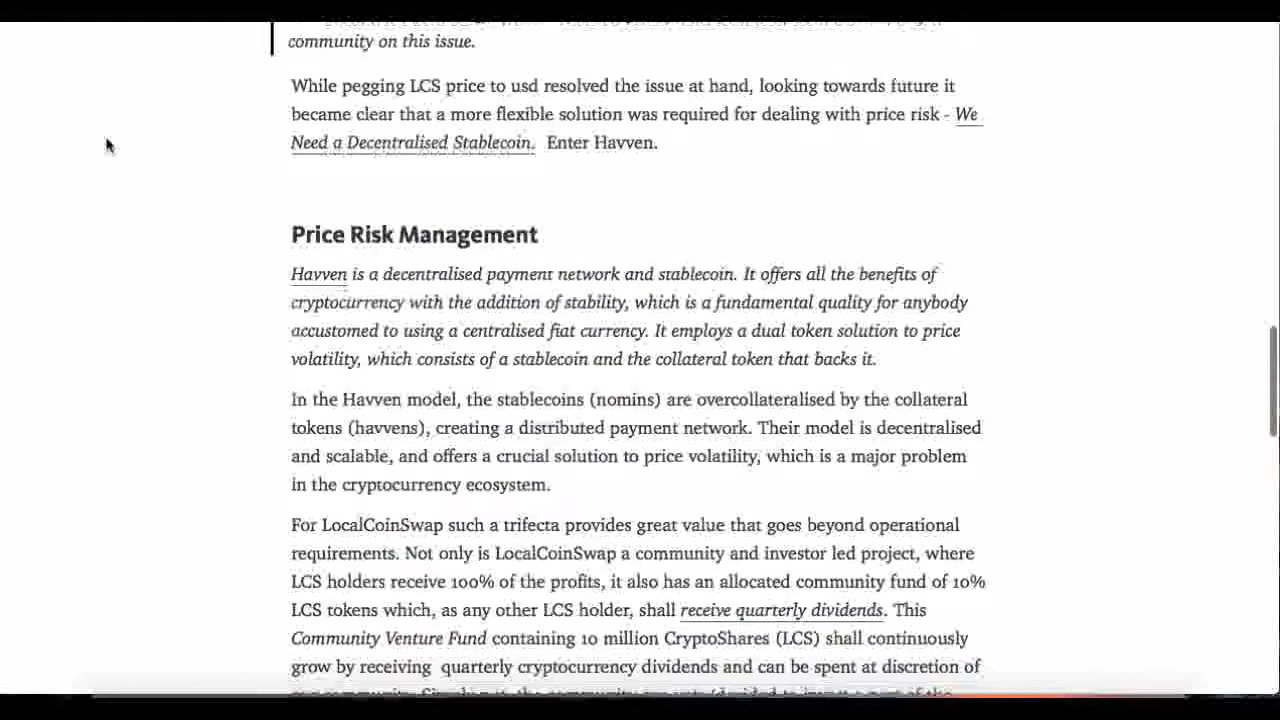 community on this issue.
While pegging LCS price to usd resolved the issue at hand, looking towards future it
became clear that a more flexible solution was required for dealing with price risk - We
Need a Decentralised Stablecoin.  Enter Havven.
Price Risk Management
Havven is a decentralised payment network and stablecoin. It offers all the benefits of
cryptocurrency with the addition of stability, which is a fundamental quality for anybody
accustomed to using a centralised fiat currency. It employs a dual token solution to price
volatility, which consists of a stablecoin and the collateral token that backs it.
In the Havven model, the stablecoins (nomins) are overcollateralised by the collateral
tokens (havvens), creating a distributed payment network. Their model is decentralised
and scalable, and offers a crucial solution to price volatility, which is a major problem
in the cryptocurrency ecosystem.
For LocalCoinSwap such a trifecta provides great value that goes beyond operational
requirements. Not only is LocalCoinSwap a community and investor led project, where
LCS holders receive 100% of the profits, it also has an allocated community fund of 10%
LCS tokens which, as any other LCS holder, shall receive quarterly dividends. This
Community Venture Fund containing 10 million CryptoShares (LCS) shall continuously
grow by receiving  quarterly cryptocurrency dividends and can be spent at discretion of